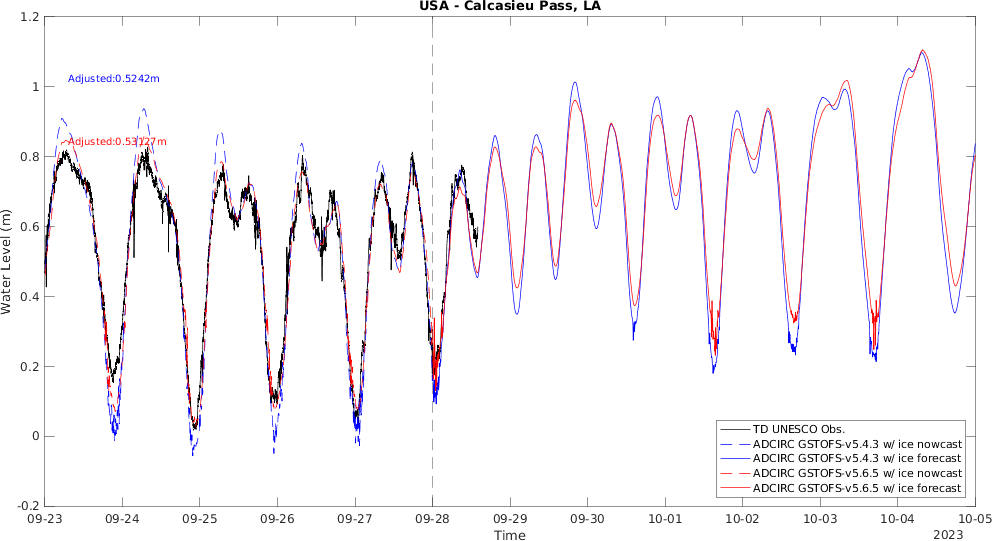 USA - Calcasieu Pass, LA
1.2
1
0.8
0.6
0.4
0.2
0
-0.2
Water Level (m)
Adjusted:0.5242m
Adjusted:0.53127m
TD UNESCO Obs.
ADCIRC GSTOFS-v5.4.3 w/ ice nowcast
ADCIRC GSTOFS-v5.4.3 w/ ice forecast
ADCIRC GSTOFS-v5.6.5 w/ ice nowcast
ADCIRC GSTOFS-v5.6.5 w/ ice forecast
09-23 09-24 09-25 09-26 09-27 09-28 09-29 09-30 10-01 10-02 10-03 10-04 10-05
Time
2023